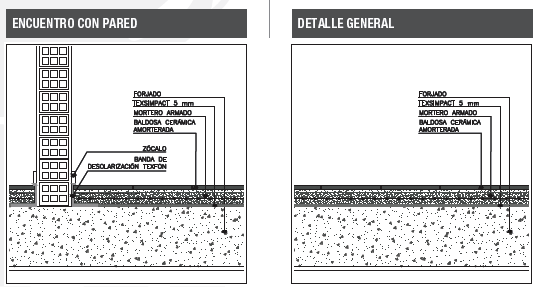 ENCUENTRO CON PARED
FORJADO
TEXSIMPACT 5 mm
MORTERO ARMADO
BALDOSA CERÁMICA
AMORTERADA
ZÓCALO
BANDA DE
DESOLARIZACIÓN TEXFON
DETALLE GENERAL
FORJADO
TEXSIMPACT 5 mm
MORTERO ARMADO
BALDOSA CERÁMICA
AMORTERADA